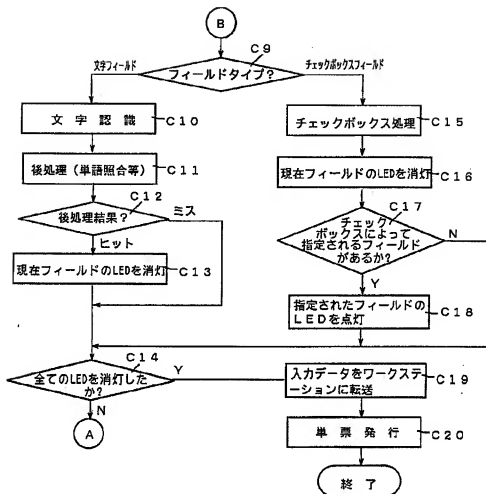 B
C9
文字フィールド
チェックボックスフィールド
フィールドタイプ?
文字認識
C10
チェックボックス処理
C15
後処理(単語照合等)
C11
現在フィールドのLEDを消灯
C16
C12
後処理結果?
ミス
ヒット
C17
チェック
ボックスによって
指定されるフィールド
があるか?
N
Y
現在フィールドのLEDを消灯
C13
指定されたフィールドの
LEDを点灯
C18
C14
全てのLEDを消灯した
か?
Y
N
A
入力データをワークステ
ーションに転送
C19
単票発行
C20
終了